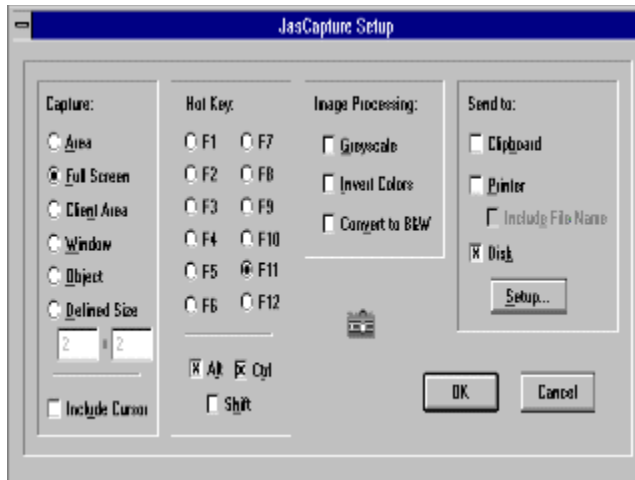 JasCapture Setup
Capture:
Area
Full Screen
Client Area
Window
Object
Defined Size
2 x 2
Include Cursor
Hot Key:
F1 F7
F2 F8
F3 F9
F4 F10
F5 F11
F6 F12
Alt Ctrl
Shift
Image Processing:
Greyscale
Invert Colors
Convert to B&W
Send to:
Clipboard
Printer
Include File Name
Disk
Setup...
OK Cancel